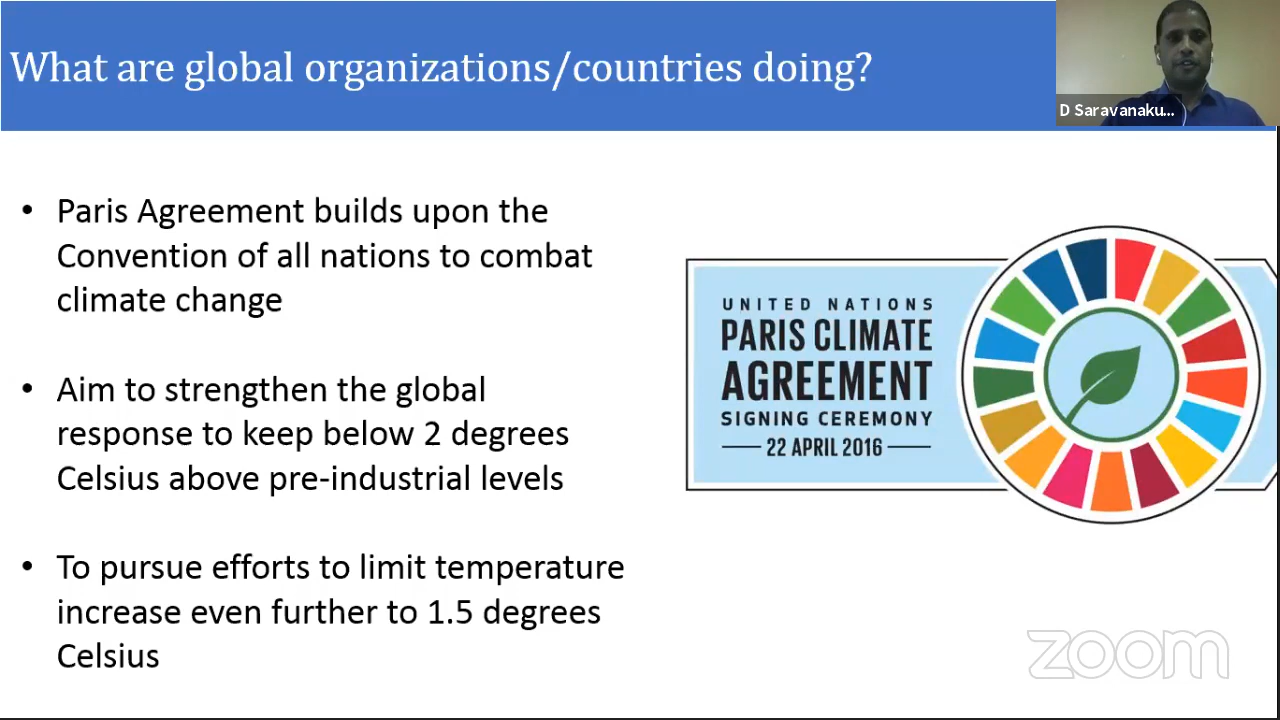 What are global organizations/countries doing?
D Saravanaku...
• Paris Agreement builds upon the
Convention of all nations to combat
climate change
• Aim to strengthen the global
response to keep below 2 degrees
Celsius above pre-industrial levels
• To pursue efforts to limit temperature
increase even further to 1.5 degrees
Celsius
UNITED NATIONS
PARIS CLIMATE
AGREEMENT
SIGNING CEREMONY
22 APRIL 2016
zoom